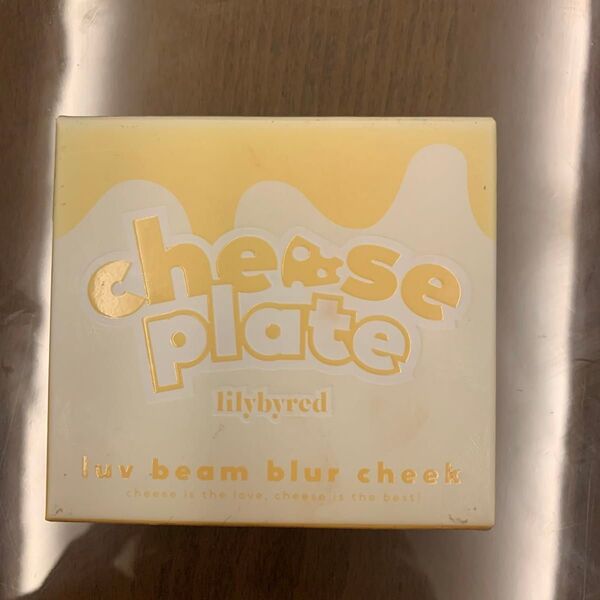 cheese
plate
lilybyred
luv beam blur cheek
cheese is the love, cheese is the best!